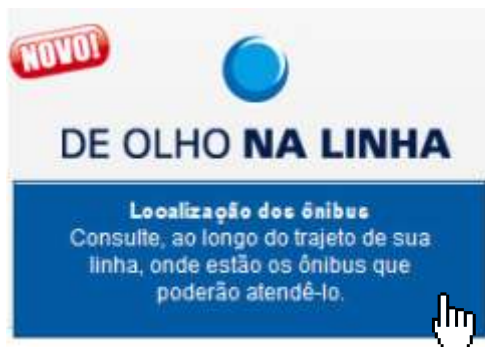 NOVO!
DE OLHO NA LINHA
Localização dos ônibus
Consulte, ao longo do trajeto de sua
linha, onde estão os ônibus que
poderão atendê-lo.